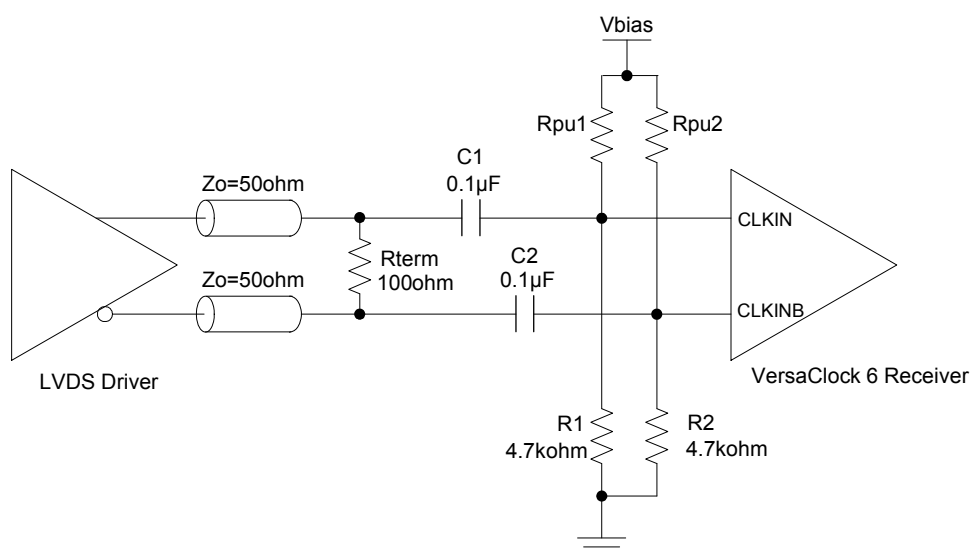 Vbias
Rpu1
Rpu2
C1
0.1µF
Zo=50ohm
CLKIN
Rterm
100ohm
C2
0.1µF
Zo=50ohm
CLKINB
LVDS Driver
VersaClock 6 Receiver
R1
4.7kohm
R2
4.7kohm